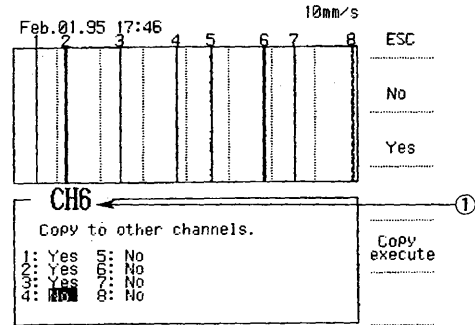 10mm/s
Feb.01.95 17:46
1 2 3 4 5 6 7 8
ESC
No
Yes
CH6
①
Copy to other channels.
1: Yes 5: No
2: Yes 6: No
3: Yes 7: No
4: No 8: No
Copy
execute